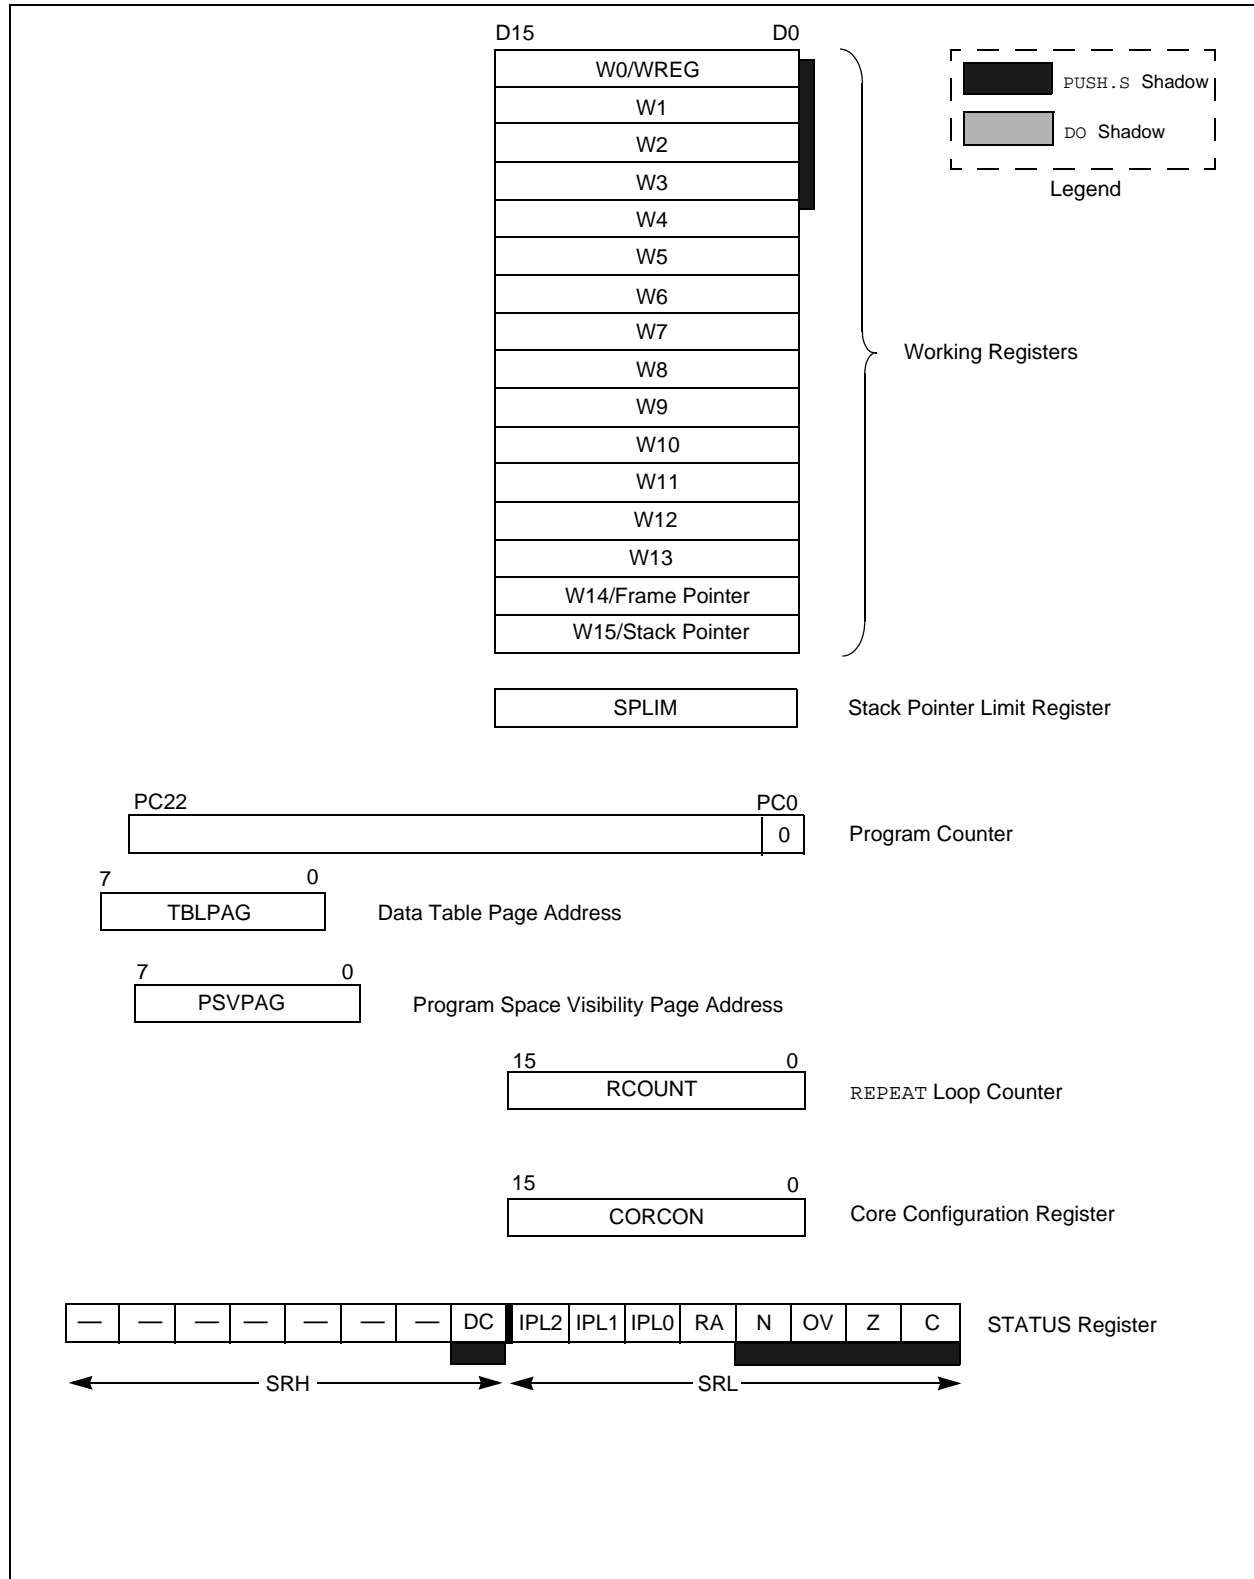 D15 D0
W0/WREG
W1
W2
W3
W4
W5
W6
W7
W8
W9
W10
W11
W12
W13
W14/Frame Pointer
W15/Stack Pointer
Working Registers
PUSH.S Shadow
DO Shadow
Legend
SPLIM Stack Pointer Limit Register
PC22 PC0
0 Program Counter
7 0
TBLPAG Data Table Page Address
7 0
PSVPAG Program Space Visibility Page Address
15 0
RCOUNT REPEAT Loop Counter
15 0
CORCON Core Configuration Register
— — — — — — — DC IPL2 IPL1 IPL0 RA N OV Z C STATUS Register
SRH SRL